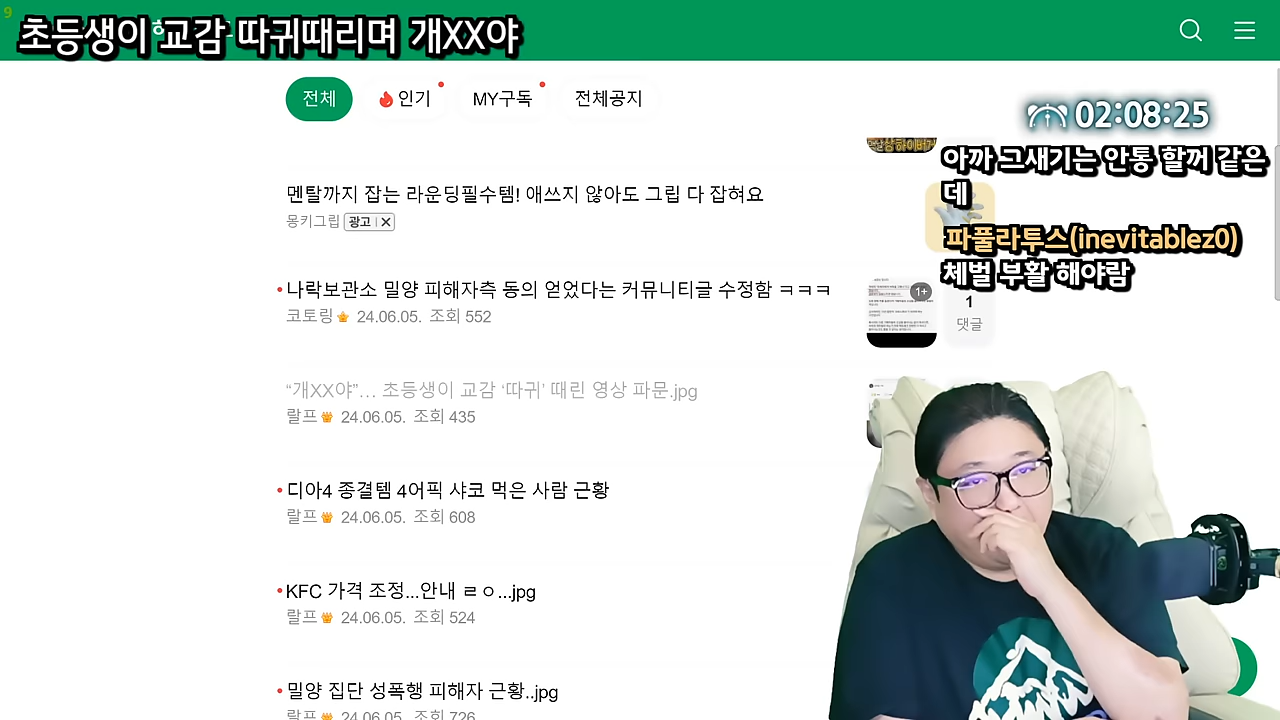 9
초등생이 교감 따귀때리며 개XX야
전체
인기
MY구독
전체공지
02:08:25
아까 그새기는 안통 할꺼 같은
데
파풀라투스(inevitablez0)
체벌 부활 해야람
상하이버거
멘탈까지 잡는 라운딩필수템! 애쓰지 않아도 그립 다 잡혀요
몽키그립 광고 X
나락보관소 밀양 피해자측 동의 얻었다는 커뮤니티글 수정함 ㅋㅋㅋ
코토링 24.06.05. 조회 552
1+
1
댓글
“개XX야”… 초등생이 교감 ‘따귀’ 때린 영상 파문.jpg
랄프 24.06.05. 조회 435
디아4 종결템 4어픽 샤코 먹은 사람 근황
랄프 24.06.05. 조회 608
KFC 가격 조정...안내 ㄹㅇ...jpg
랄프 24.06.05. 조회 524
밀양 집단 성폭행 피해자 근황..jpg
랄프 24.06.05. 조회 726